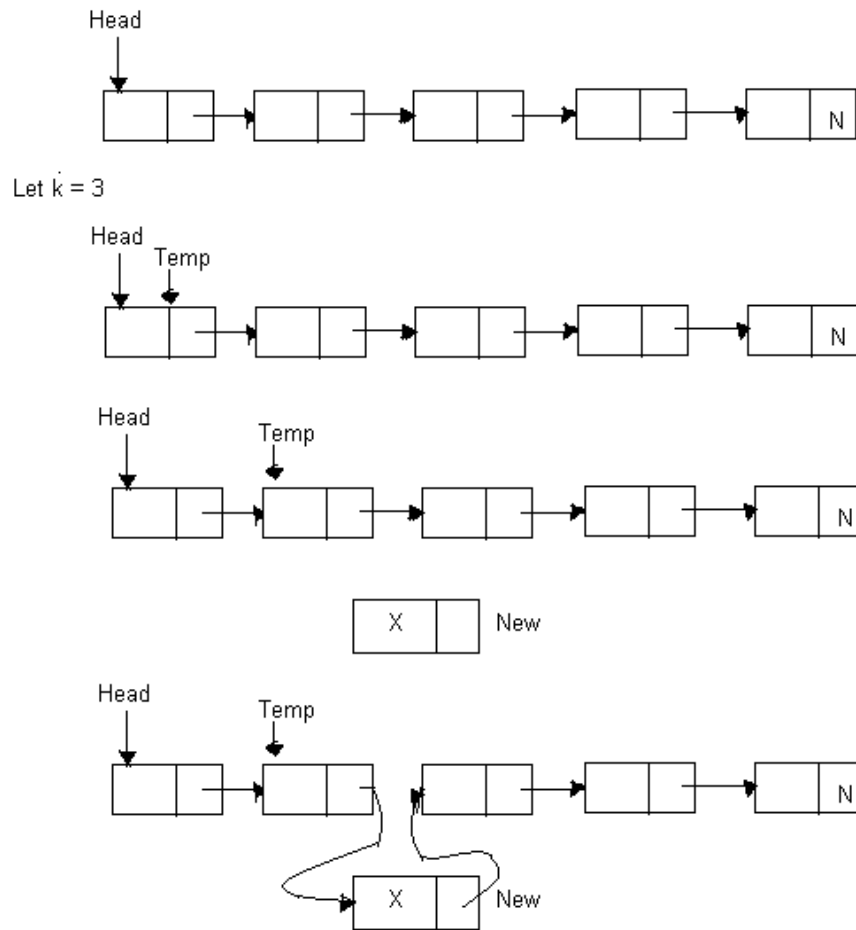 Head
N
Let k = 3
Head
Temp
N
Head
Temp
N
X New
Head
Temp
N
X New